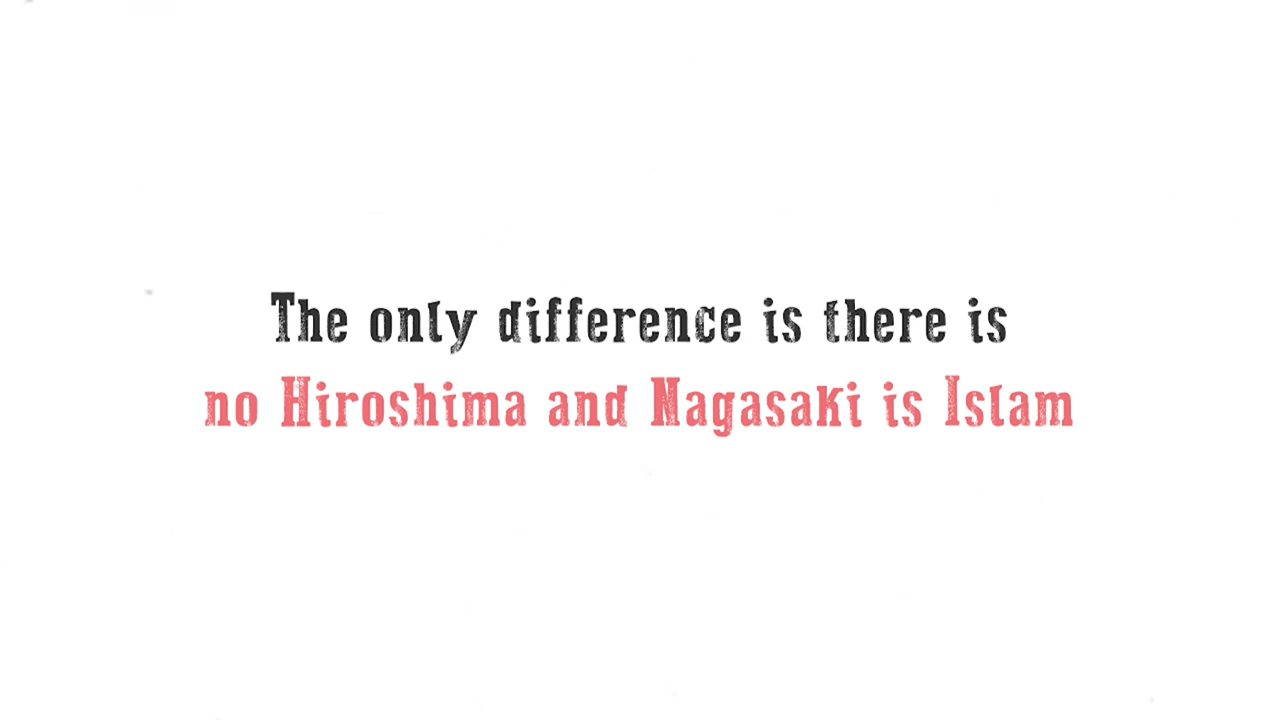 The only difference is there is
no Hiroshima and Nagasaki is Islam